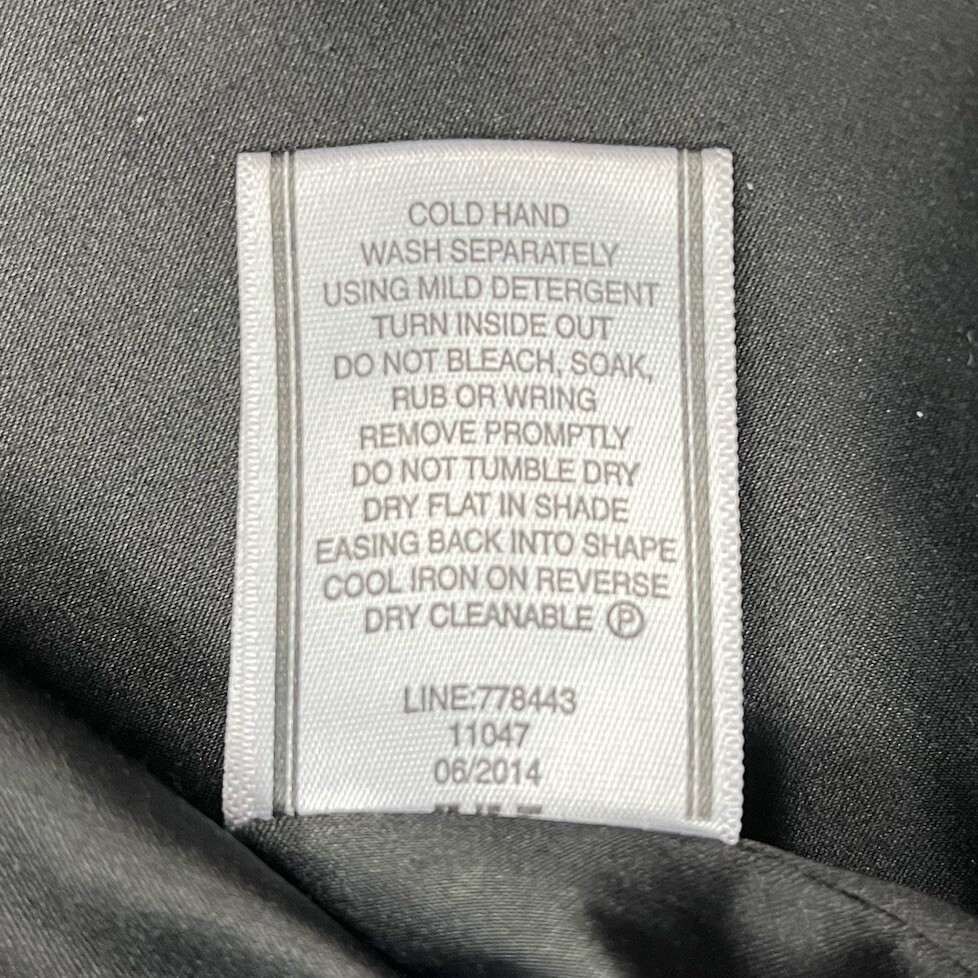 COLD HAND
WASH SEPARATELY
USING MILD DETERGENT
TURN INSIDE OUT
DO NOT BLEACH, SOAK,
RUB OR WRING
REMOVE PROMPTLY
DO NOT TUMBLE DRY
DRY FLAT IN SHADE
EASING BACK INTO SHAPE
COOL IRON ON REVERSE
DRY CLEANABLE Ⓟ
LINE:778443
11047
06/2014